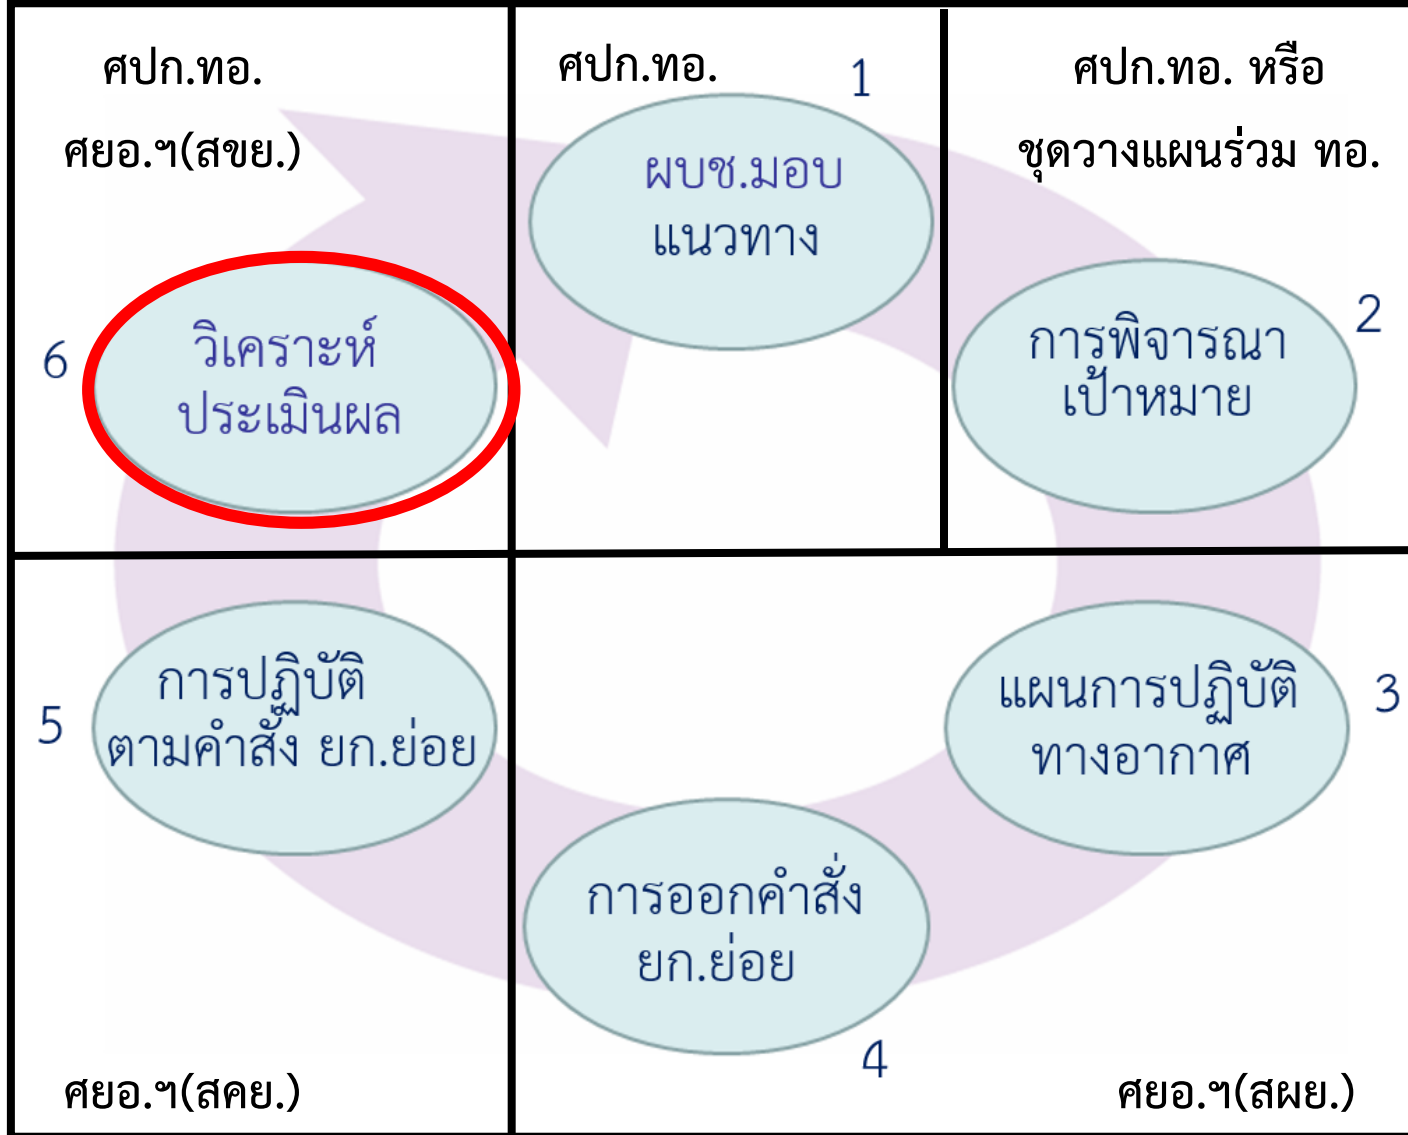 ศปก.ทอ.
ศยอ.ฯ(สขย.)
ศปก.ทอ.
1
ผบช.มอบ
แนวทาง
ศปก.ทอ. หรือ
ชุดวางแผนร่วม ทอ.
2
การพิจารณา
เป้าหมาย
6
วิเคราะห์
ประเมินผล
3
แผนการปฏิบัติ
ทางอากาศ
5
การปฏิบัติ
ตามคำสั่ง ยก.ย่อย
การออกคำสั่ง
ยก.ย่อย
4
ศยอ.ฯ(สคย.)
ศยอ.ฯ(สผย.)